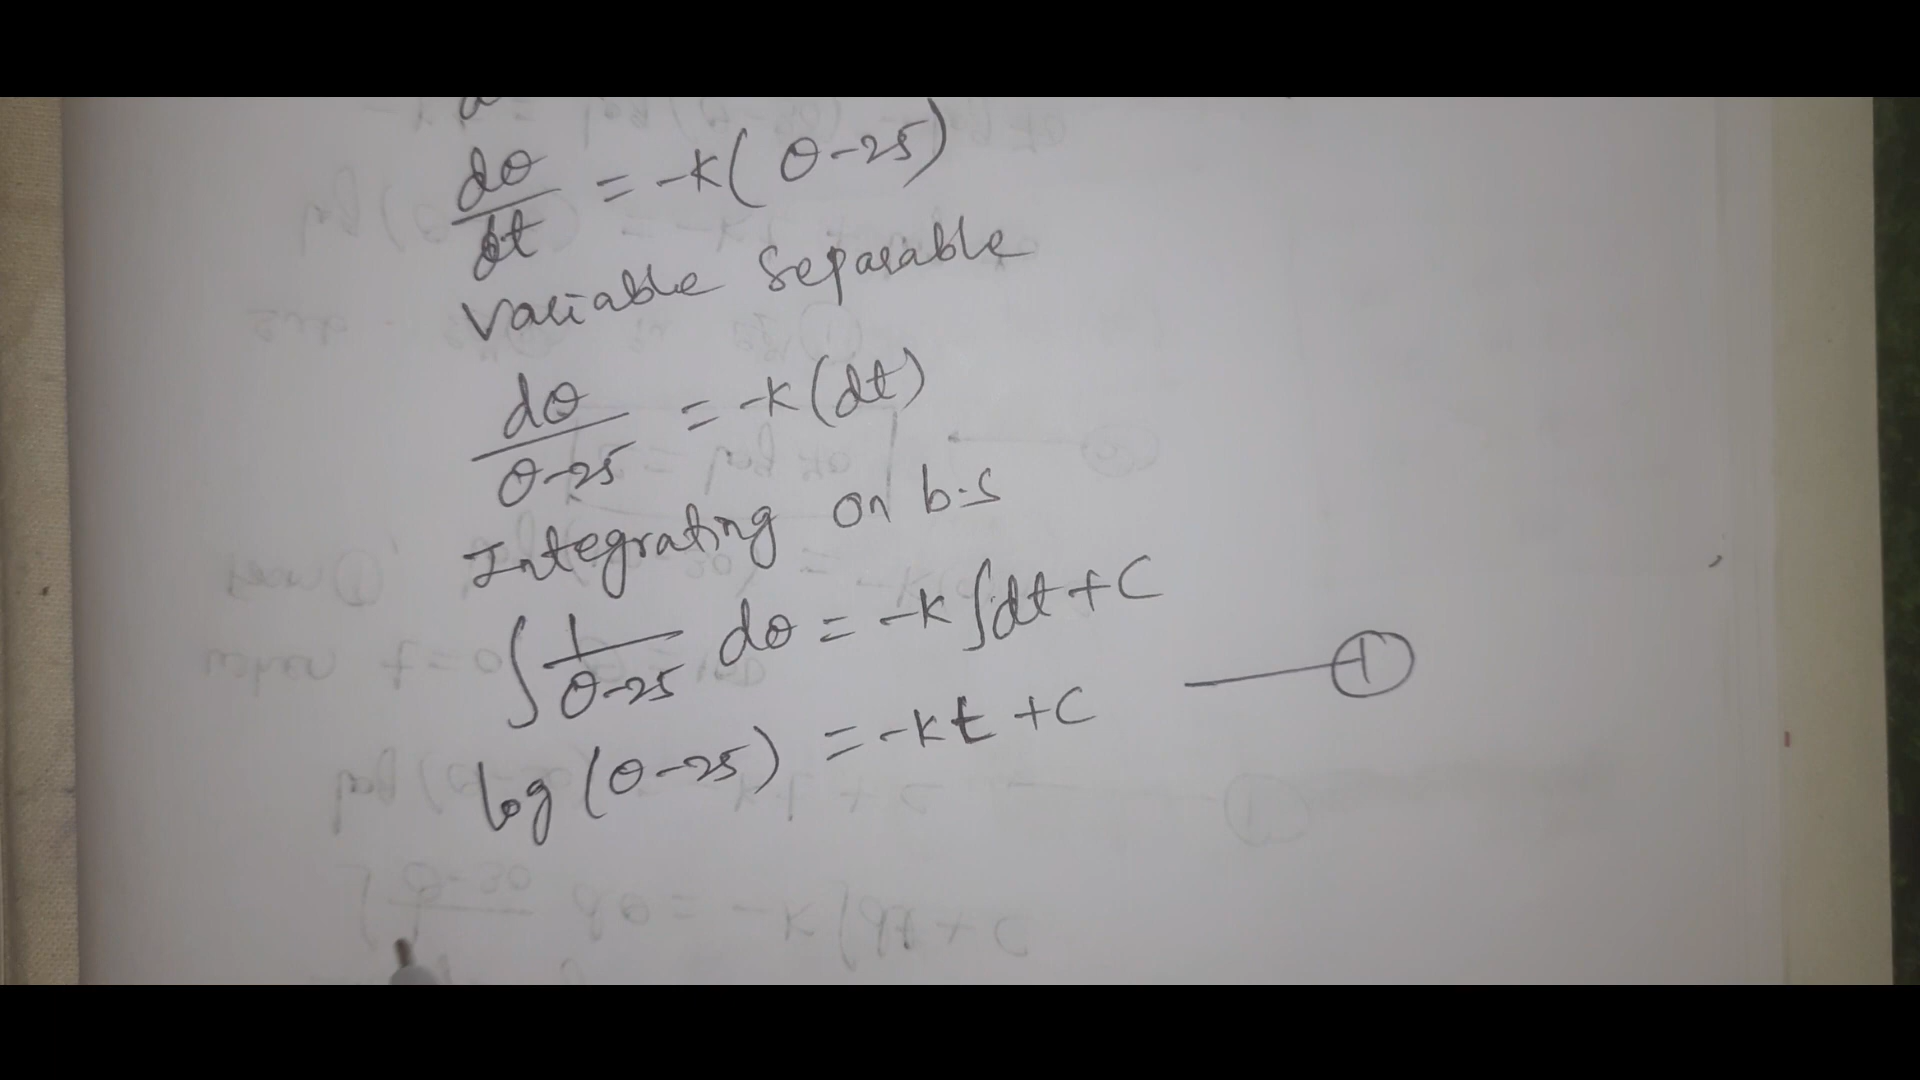 dθ/dt = -k( θ-25)
Variable Separable
dθ/θ-25 = -k(dt)
Integrating on b.s
∫ 1/θ-25 dθ = -k ∫dt + C
log (θ-25) = -kt + C —— ①